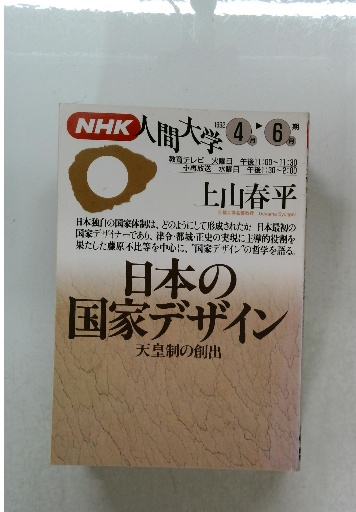 NHK 人間大学 1992 4月▶6月期
教育テレビ 火曜日 午後11:00〜11:30
上山春平
日本独自の国家体制は、どのようにして形成されたか。日本最初の
国家デザイナーであり、律令・都城・正史の実現に主導的役割を
果たした藤原不比等を中心に、"国家デザイン"の哲学を語る。
日本の
国家デザイン
天皇制の創出